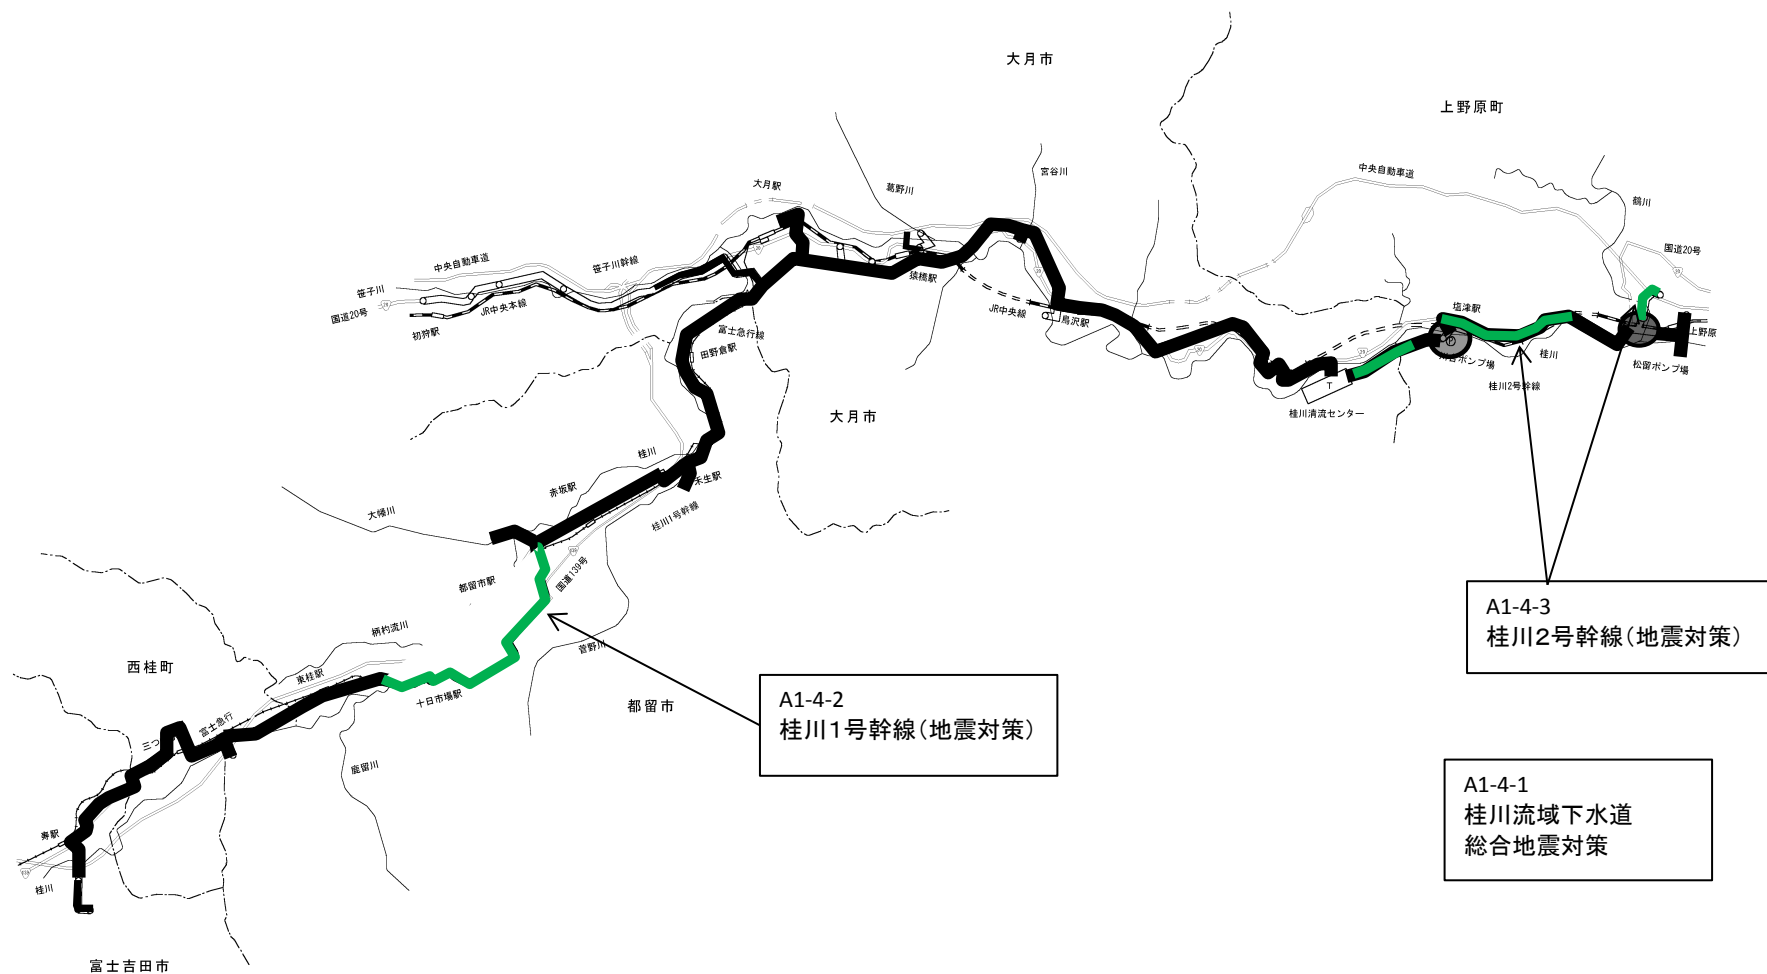 大月市
上野原町
中央自動車道
宮谷川
大月駅
葛野川
鶴川
国道20号
20
中央自動車道
笹子川幹線
笹子川
20
国道20号
JR中央本線
初狩駅
20
猿橋駅
20
JR中央線
鳥沢駅
富士急行線
田野倉駅
塩津駅
上野原
桂川
松留ポンプ場
桂川2号幹線
20
20
T
P
桂川清流センター
大月市
桂川
禾生駅
赤坂駅
大幡川
桂川1号幹線
139
国道139号
都留市駅
菅野川
柄杓流川
西桂町
東桂駅
十日市場駅
都留市
富士急行
三つ
鹿留川
寿駅
139
桂川
富士吉田市
A1-4-3
桂川2号幹線(地震対策)
A1-4-2
桂川1号幹線(地震対策)
A1-4-1
桂川流域下水道
総合地震対策